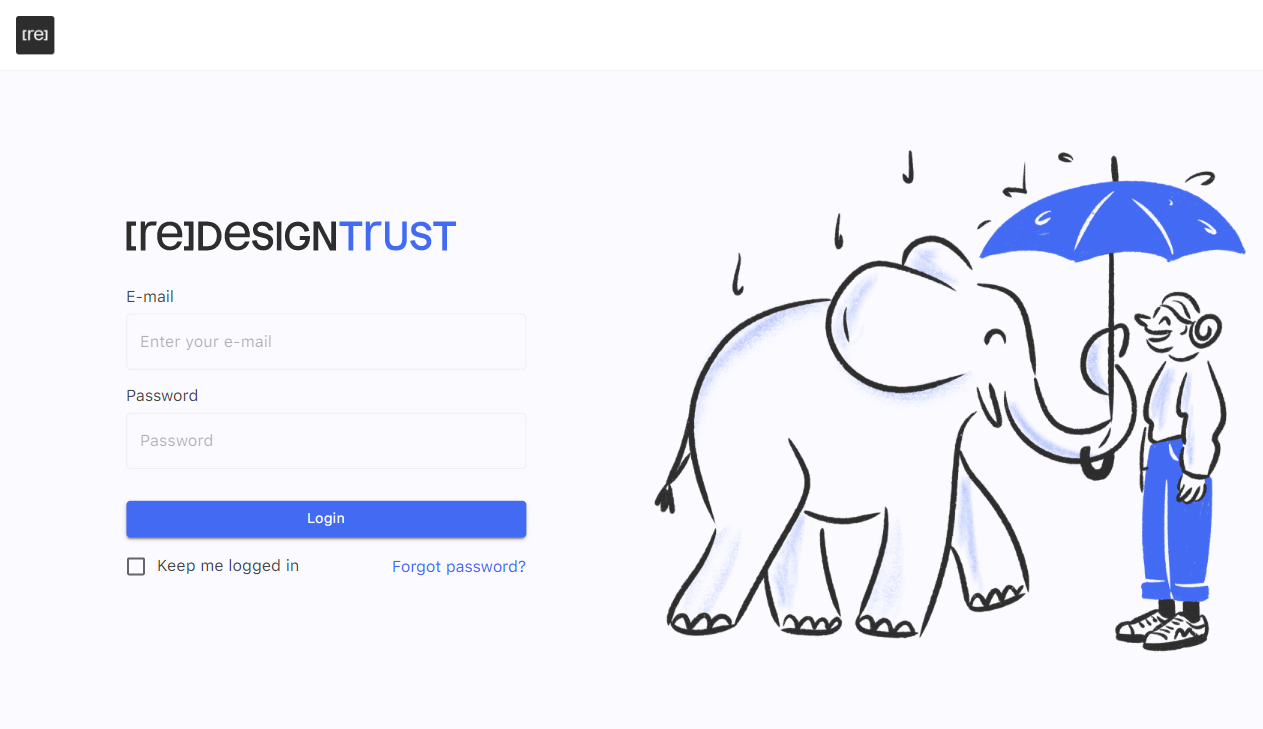 [re]
[re]DESIGNTRUST
E-mail
Enter your e-mail
Password
Password
Login
Keep me logged in
Forgot password?